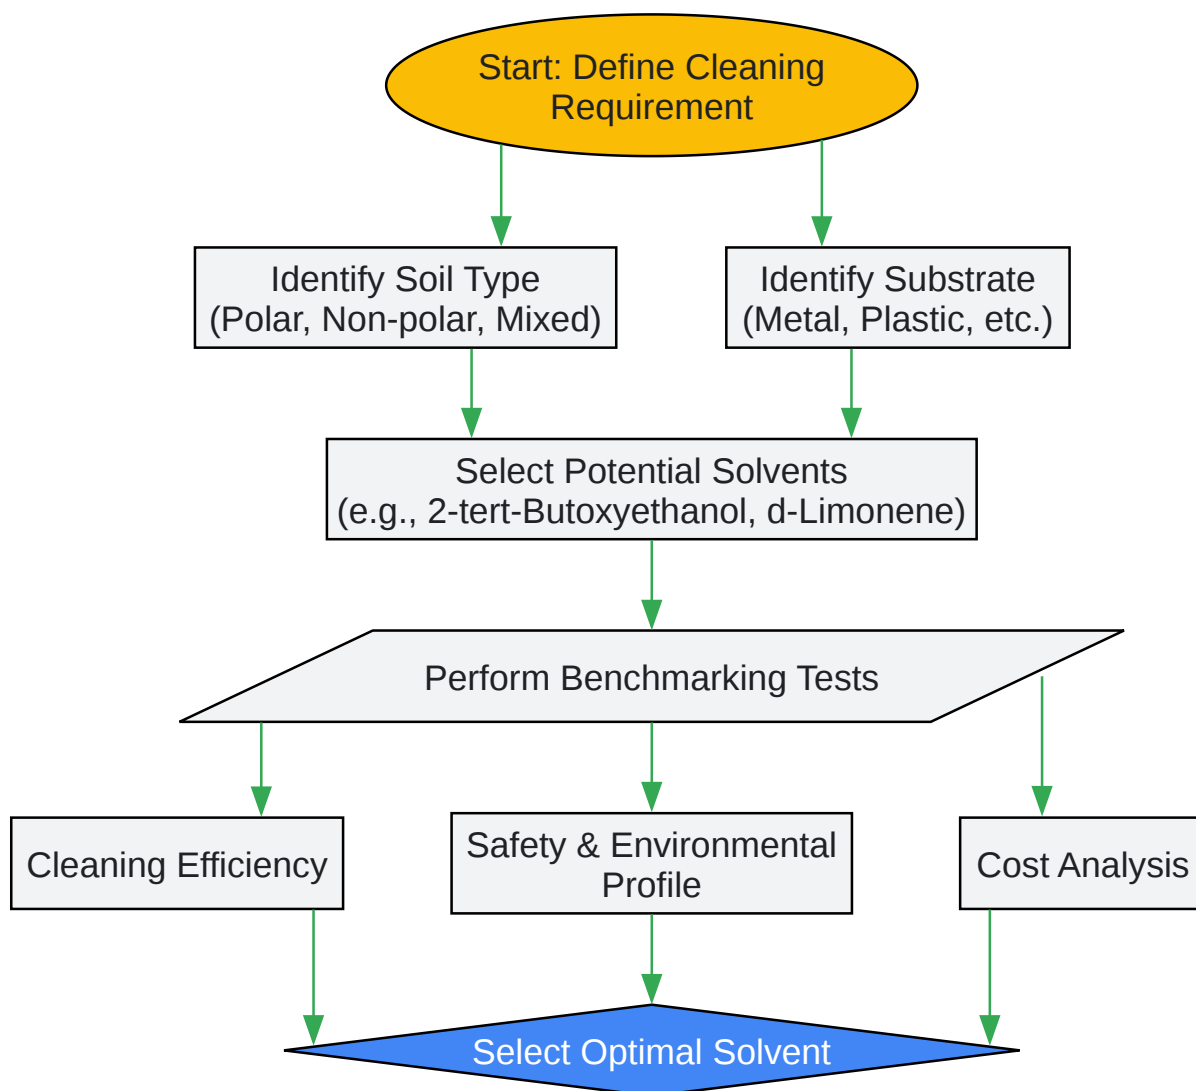 Start: Define Cleaning
Requirement
Identify Soil Type
(Polar, Non-polar, Mixed)
Identify Substrate
(Metal, Plastic, etc.)
Select Potential Solvents
(e.g., 2-tert-Butoxyethanol, d-Limonene)
Perform Benchmarking Tests
Cleaning Efficiency
Safety & Environmental
Profile
Cost Analysis
Select Optimal Solvent